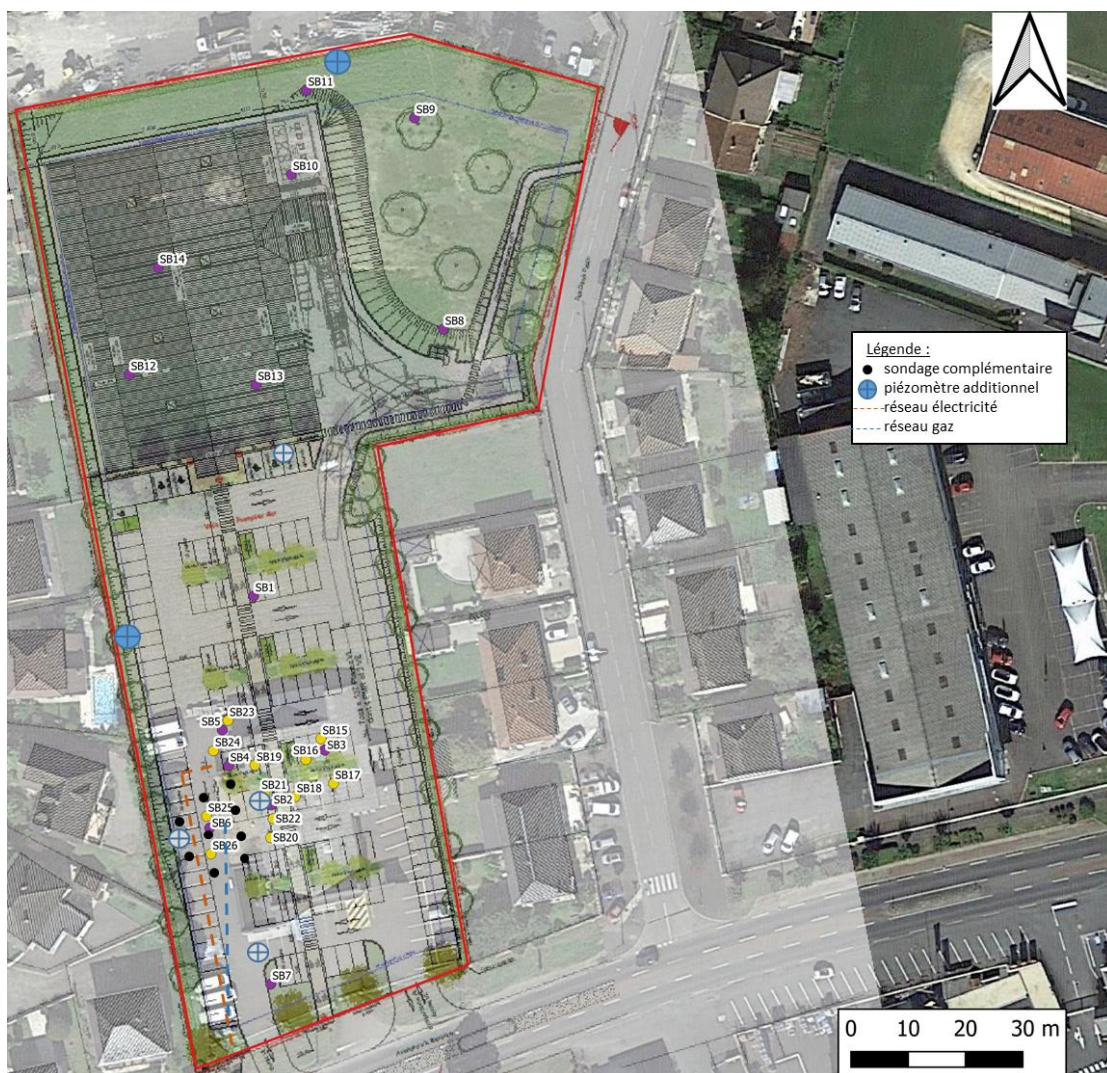 SB11
SB9
SB10
SB14
SB8
SB12
SB13
SB1
SB23
SB5
SB15
SB24
SB3
SB4
SB19
SB16
SB17
SB21
SB18
SB2
SB25
SB22
SB6
SB20
SB26
SB7
Légende :
sondage complémentaire
piézomètre additionnel
réseau électricité
réseau gaz
0 10 20 30 m